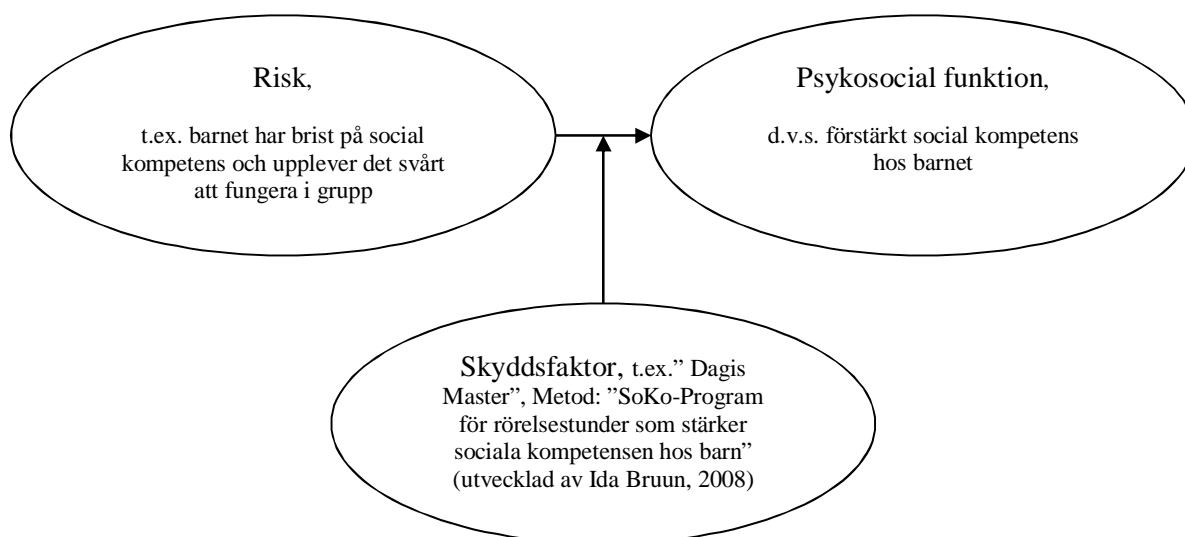 Risk,
t.ex. barnet har brist på social
kompetens och upplever det svårt
att fungera i grupp
Psykosocial funktion,
d.v.s. förstärkt social kompetens
hos barnet
Skyddsfaktor, t.ex.” Dagis
Master”, Metod: ”SoKo-Program
för rörelsestunder som stärker
sociala kompetensen hos barn”
(utvecklad av Ida Bruun, 2008)